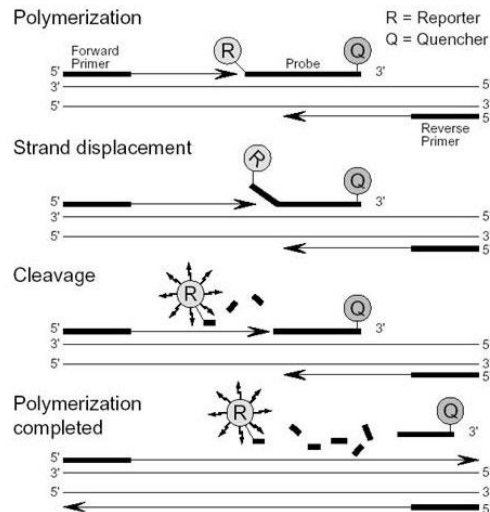 Polymerization
R = Reporter
Q = Quencher
R
Q
Forward
Primer
Probe
5'
3'
3'
5'
5'
Reverse
Primer
Strand displacement
R
Q
5'
3'
3'
5'
5'
3
5
Cleavage
R
Q
5'
3'
3'
5'
5'
3
5
Polymerization
completed
R
Q
3'
5'
3'
5'
5'
3
5